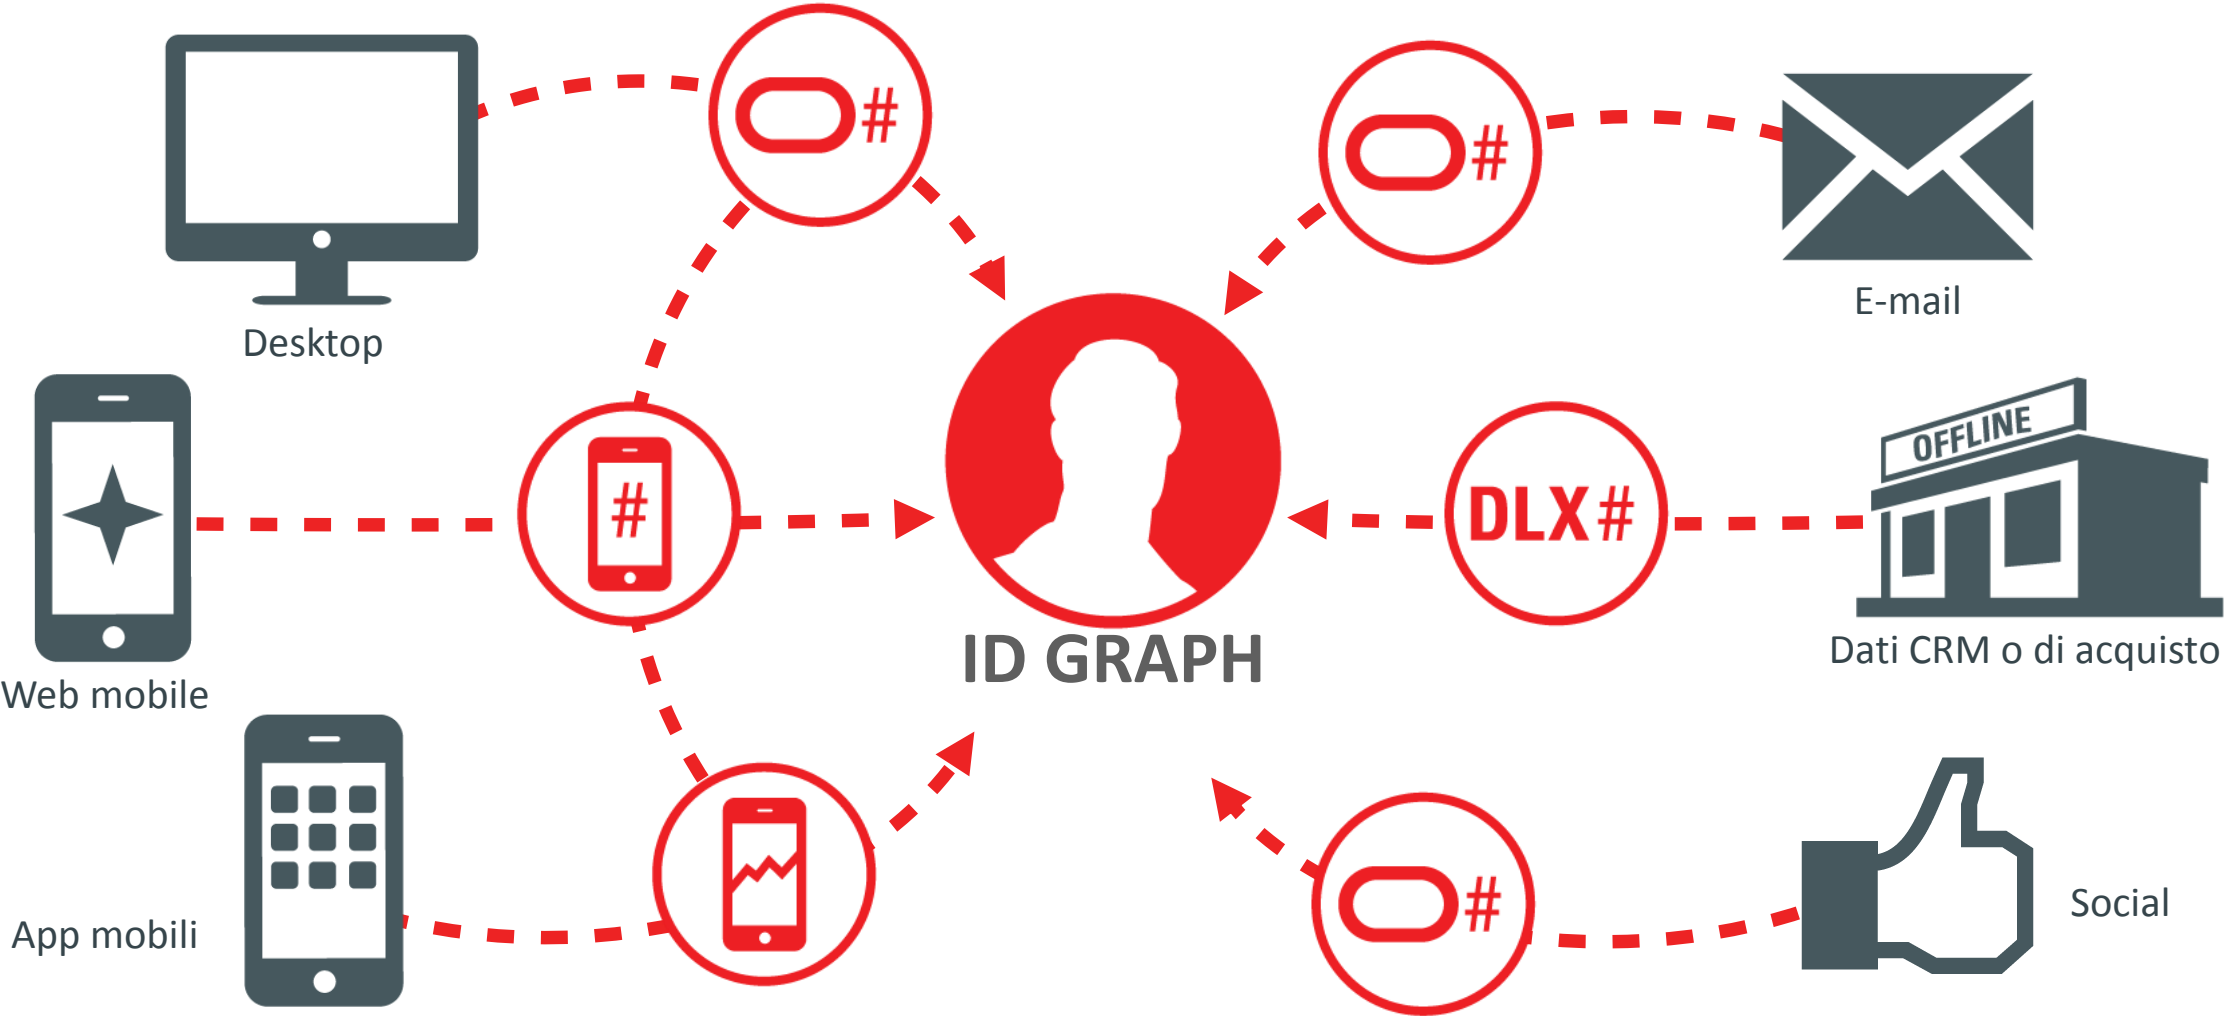 #
#
E-mail
Desktop
OFFLINE
#
DLX#
ID GRAPH
Dati CRM o di acquisto
Web mobile
#
Social
App mobili